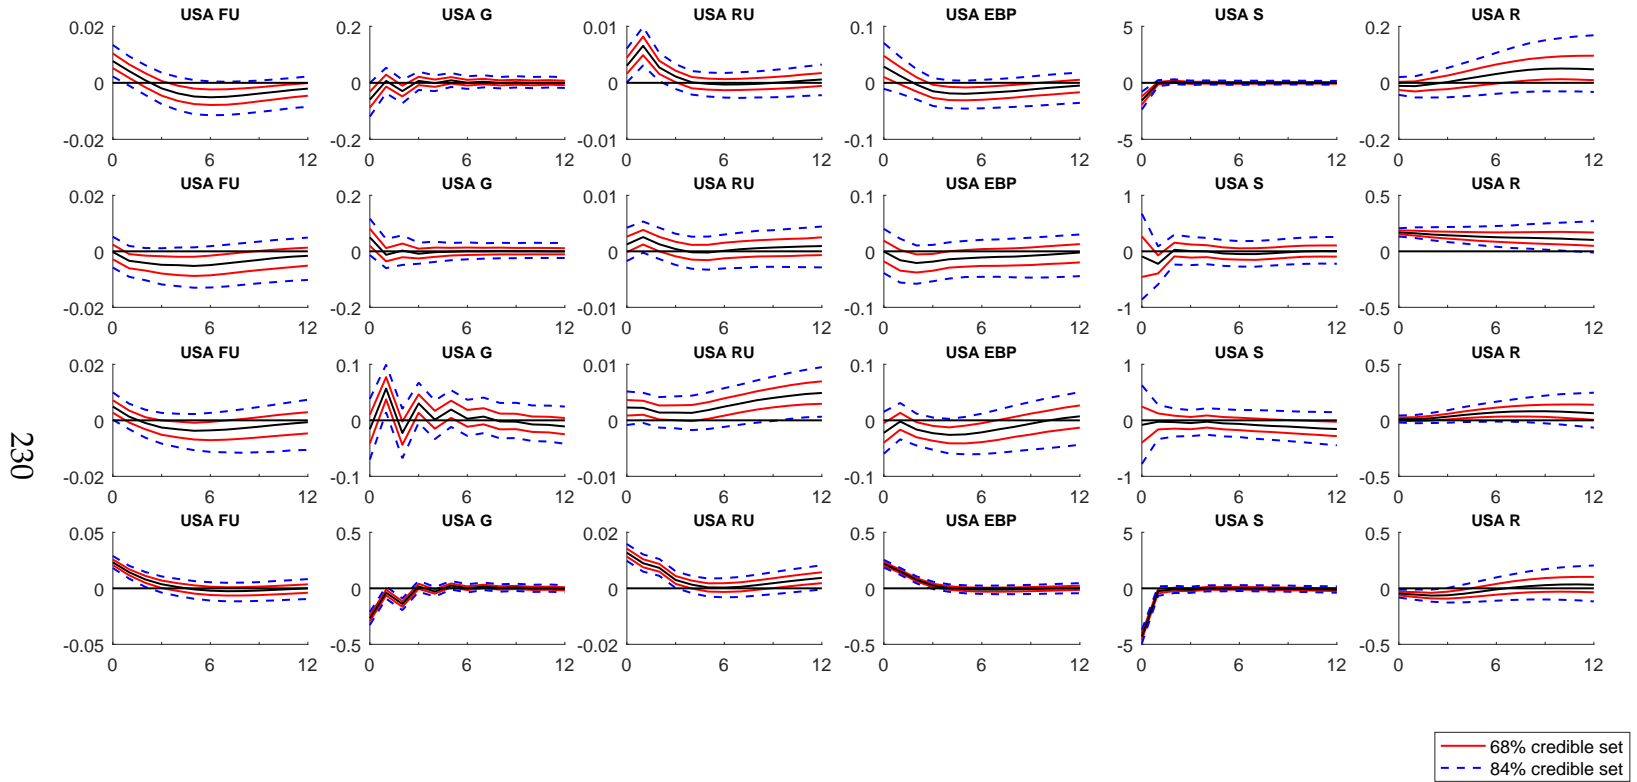 USA FU USA G USA RU USA EBP USA S USA R
0.02 0.2 0.01 0.1 5 0.2
0 0 0 0 0 0
-0.02 -0.2 -0.01 -0.1 -5 -0.2
0 6 12 0 6 12 0 6 12 0 6 12 0 6 12 0 6 12
USA FU USA G USA RU USA EBP USA S USA R
0.02 0.2 0.01 0.1 1 0.5
0 0 0 0 0 0
-0.02 -0.2 -0.01 -0.1 -1 -0.5
0 6 12 0 6 12 0 6 12 0 6 12 0 6 12 0 6 12
USA FU USA G USA RU USA EBP USA S USA R
0.02 0.1 0.01 0.1 1 0.5
0 0 0 0 0 0
-0.02 -0.1 -0.01 -0.1 -1 -0.5
0 6 12 0 6 12 0 6 12 0 6 12 0 6 12 0 6 12
USA FU USA G USA RU USA EBP USA S USA R
0.05 0.5 0.02 0.5 5 0.5
0 0 0 0 0 0
-0.05 -0.5 -0.02 -0.5 -5 -0.5
0 6 12 0 6 12 0 6 12 0 6 12 0 6 12 0 6 12
68% credible set
84% credible set
230